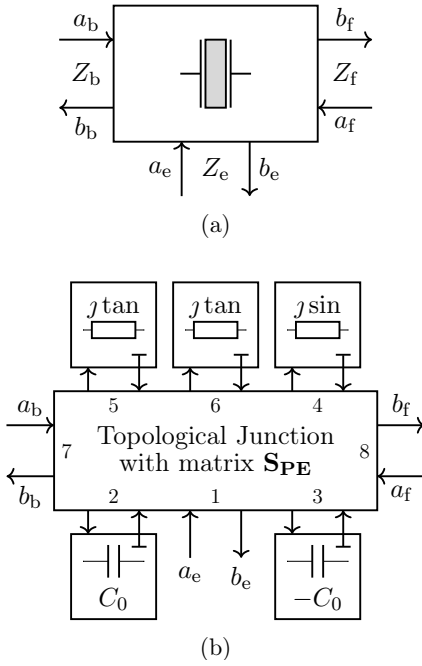 a_b
b_f
Z_b
Z_f
b_b
a_f
a_e
Z_e
b_e
(a)
ȷ tan
ȷ tan
ȷ sin
a_b
5
6
4
b_f
7
Topological Junction
8
with matrix S_PE
b_b
2
1
3
a_f
C_0
a_e
b_e
−C_0
(b)